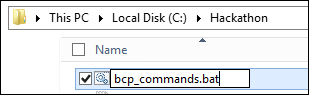 This PC Local Disk (C:) Hackathon
Name
bcp_commands.bat